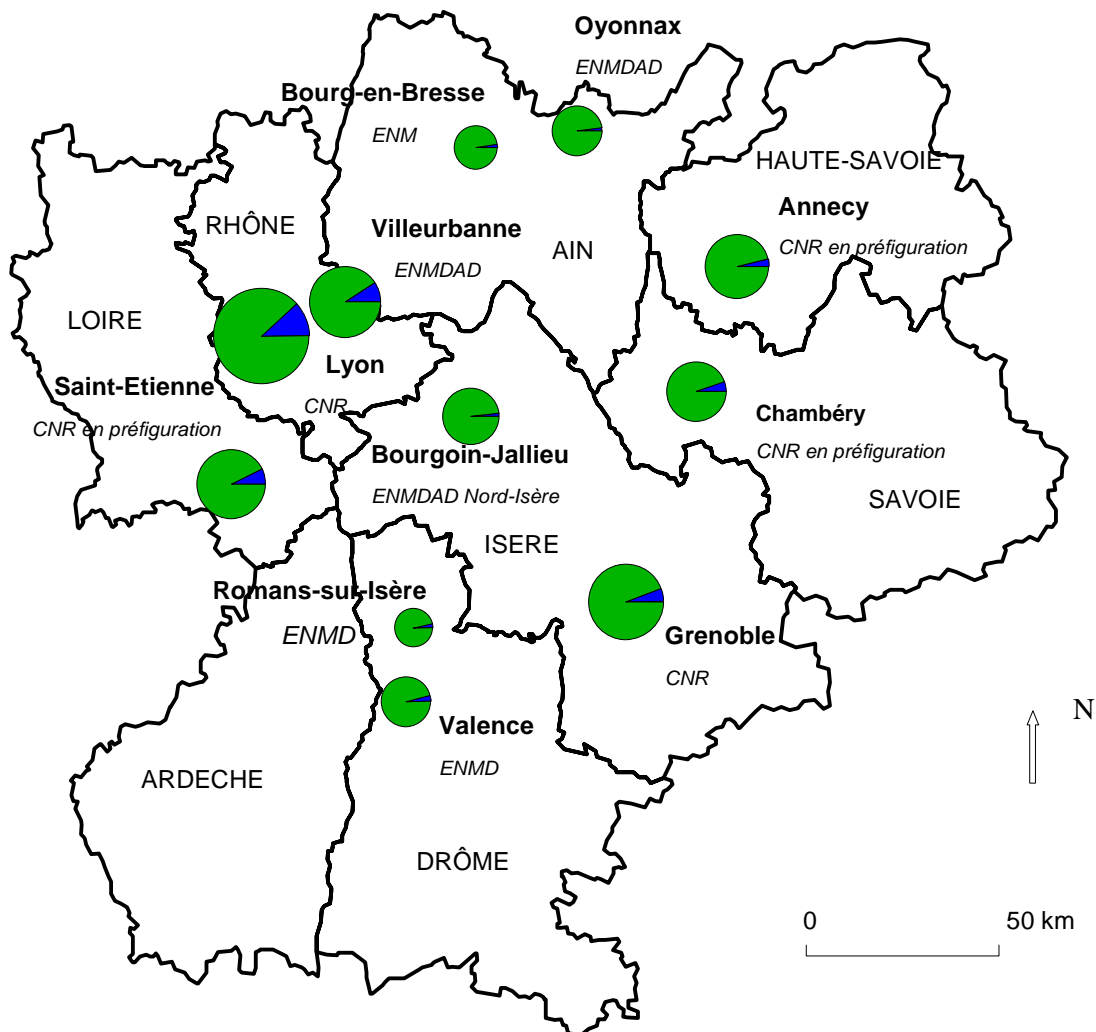 Oyonnax
ENMDAD
Bourg-en-Bresse
ENM
HAUTE-SAVOIE
Annecy
CNR en préfiguration
RHÔNE
Villeurbanne
ENMDAD
AIN
LOIRE
Lyon
CNR
Saint-Etienne
CNR en préfiguration
Chambéry
CNR en préfiguration
SAVOIE
Bourgoin-Jallieu
ENMDAD Nord-Isère
ISERE
Romans-sur-Isère
ENMD
Grenoble
CNR
Valence
ENMD
N
ARDECHE
DRÔME
0 50 km